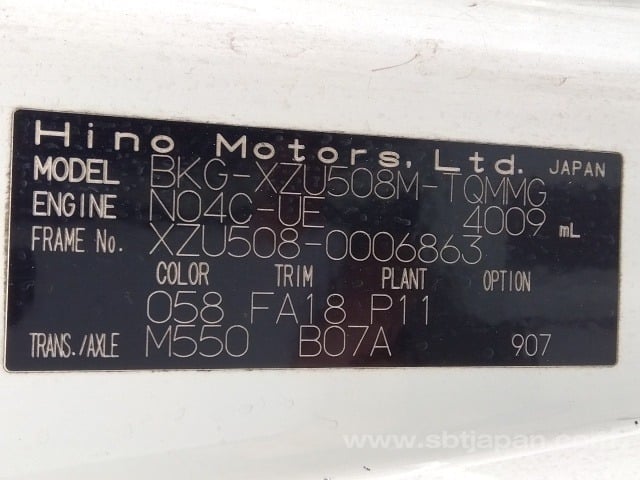 Hino Motors, Ltd. JAPAN
MODEL BKG-XZU508M-TQMMG
ENGINE N04C-UE 4009 mL
FRAME No. XZU508-0006863
COLOR TRIM PLANT OPTION
058 FA18 P11
TRANS./AXLE M550 B07A 907
www.sbtjapan.com